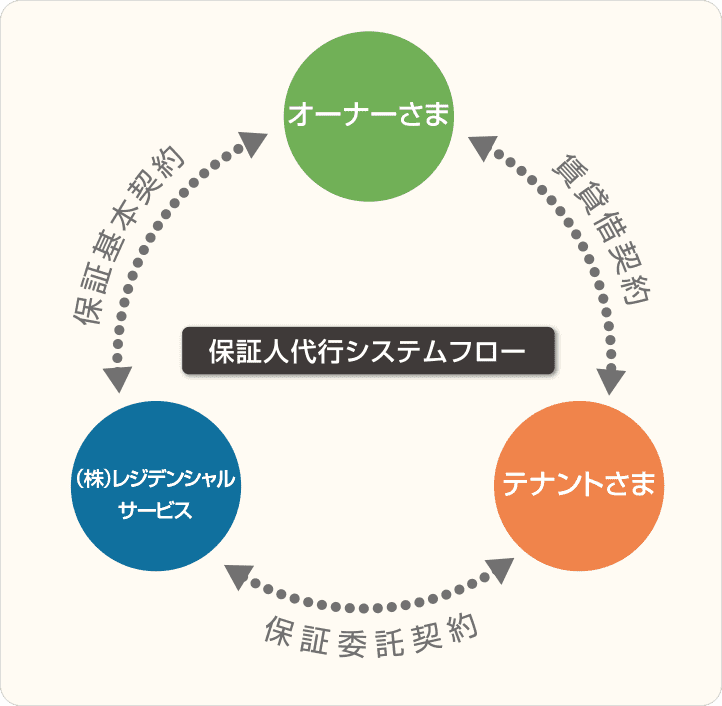 オーナーさま
保証基本契約
賃貸借契約
保証人代行システムフロー
(株)レジデンシャル
サービス
テナントさま
保証委託契約